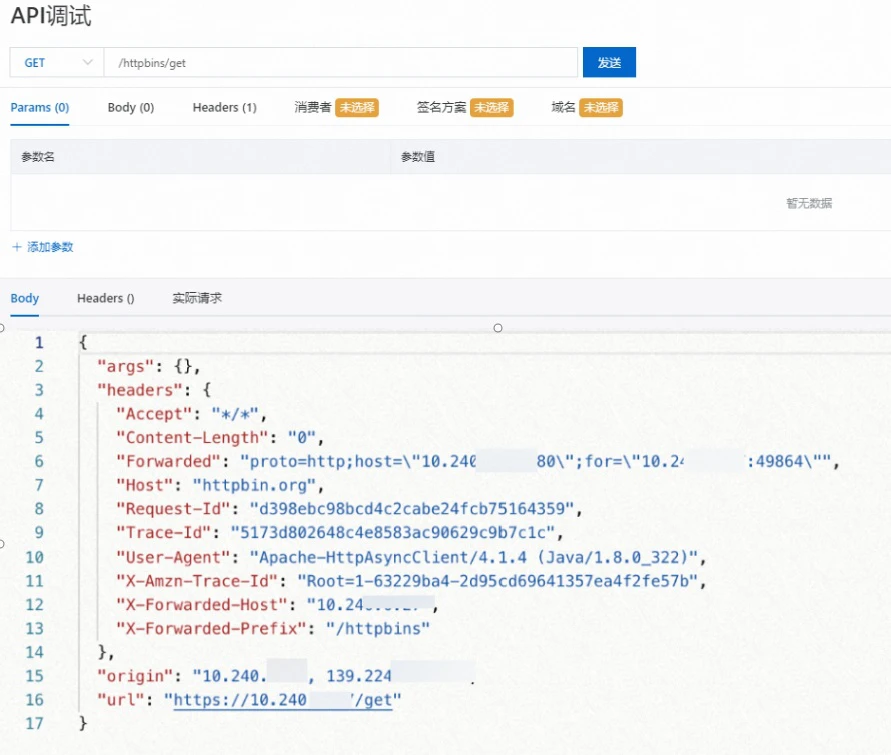 API调试
GET /httpbins/get 发送
Params (0) Body (0) Headers (1) 消费者 未选择 签名方案 未选择 域名 未选择
参数名 参数值
暂无数据
+ 添加参数
Body Headers () 实际请求
1 {
2 "args": {},
3 "headers": {
4 "Accept": "*/*",
5 "Content-Length": "0",
6 "Forwarded": "proto=http;host=\"10.240 80\";for=\"10.24 :49864\"",
7 "Host": "httpbin.org",
8 "Request-Id": "d398ebc98bcd4c2cabe24fcb75164359",
9 "Trace-Id": "5173d802648c4e8583ac90629c9b7c1c",
10 "User-Agent": "Apache-HttpAsyncClient/4.1.4 (Java/1.8.0_322)",
11 "X-Amzn-Trace-Id": "Root=1-63229ba4-2d95cd69641357ea4f2fe57b",
12 "X-Forwarded-Host": "10.24 ,
13 "X-Forwarded-Prefix": "/httpbins"
14 },
15 "origin": "10.240. , 139.224
16 "url": "https://10.240 /get"
17 }